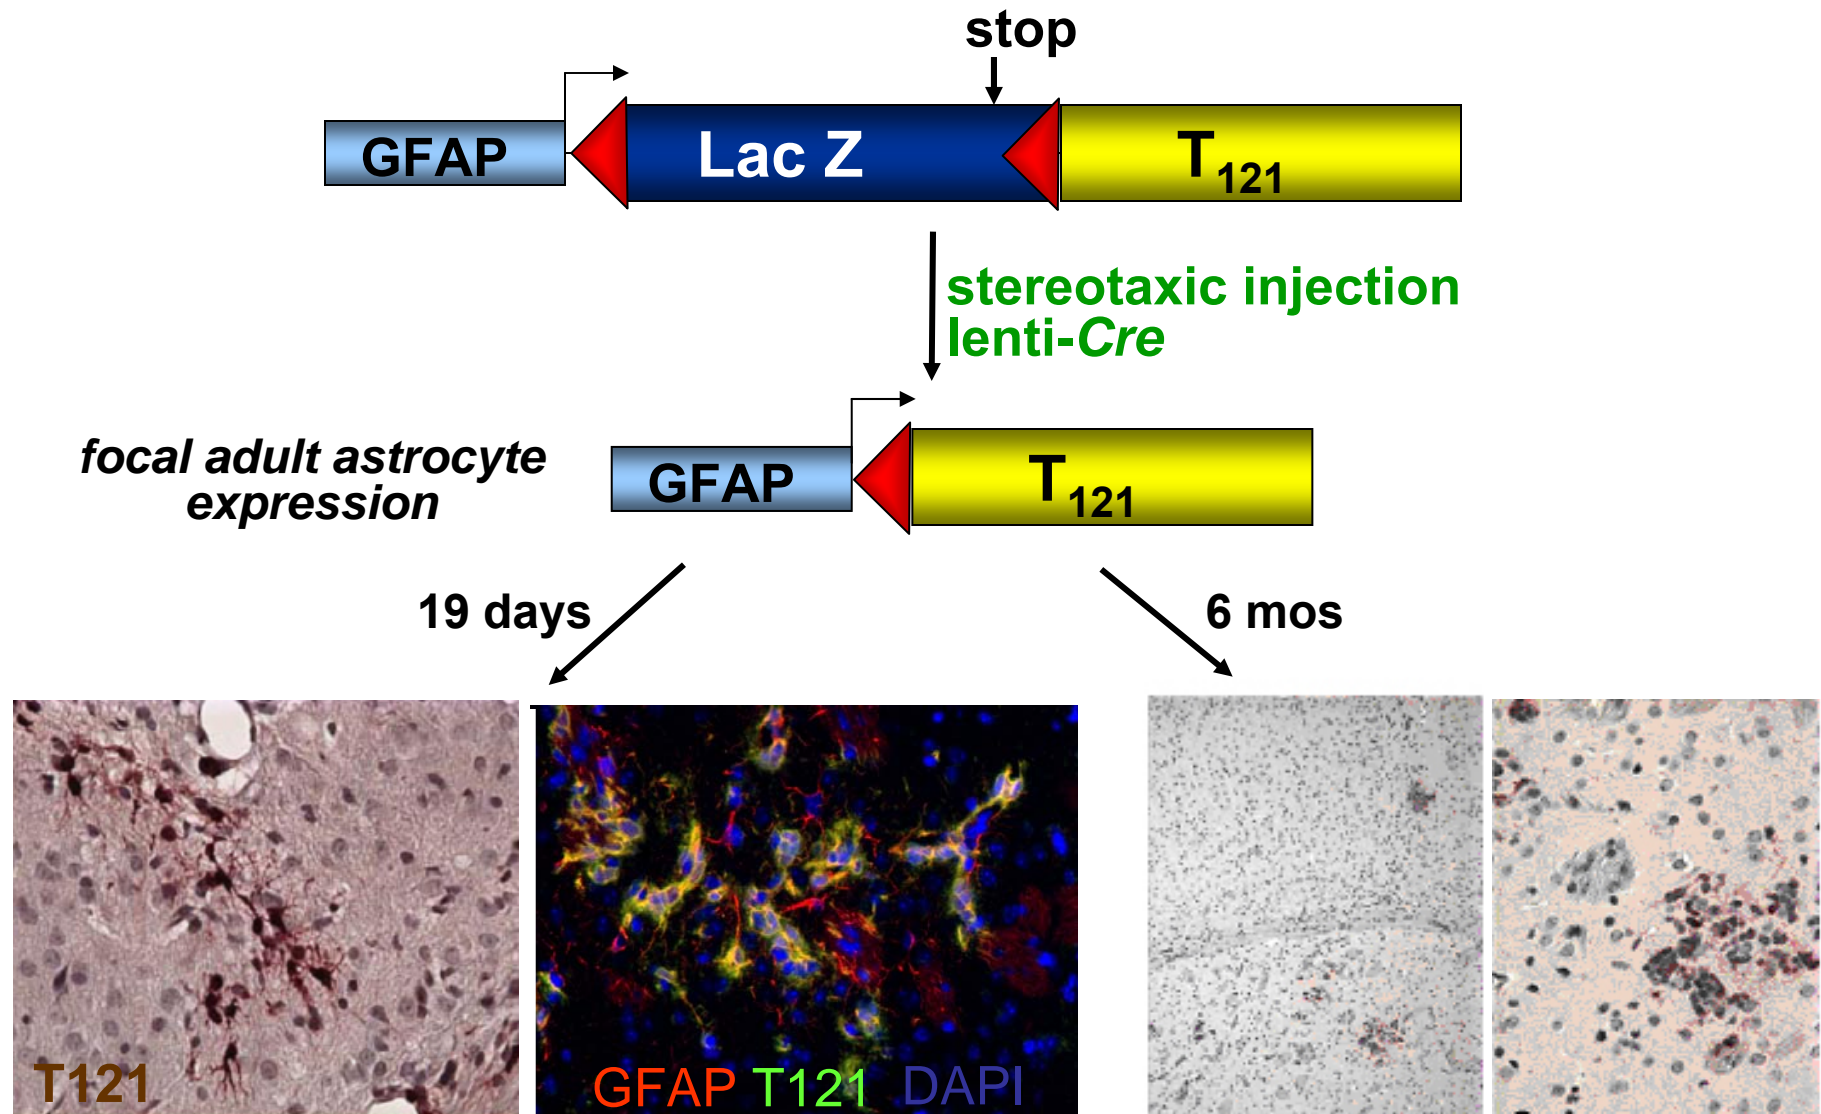 stop
GFAP
Lac Z
T121
stereotaxic injection
lenti-Cre
focal adult astrocyte
expression
GFAP
T121
19 days
6 mos
T121
GFAP T121 DAPI